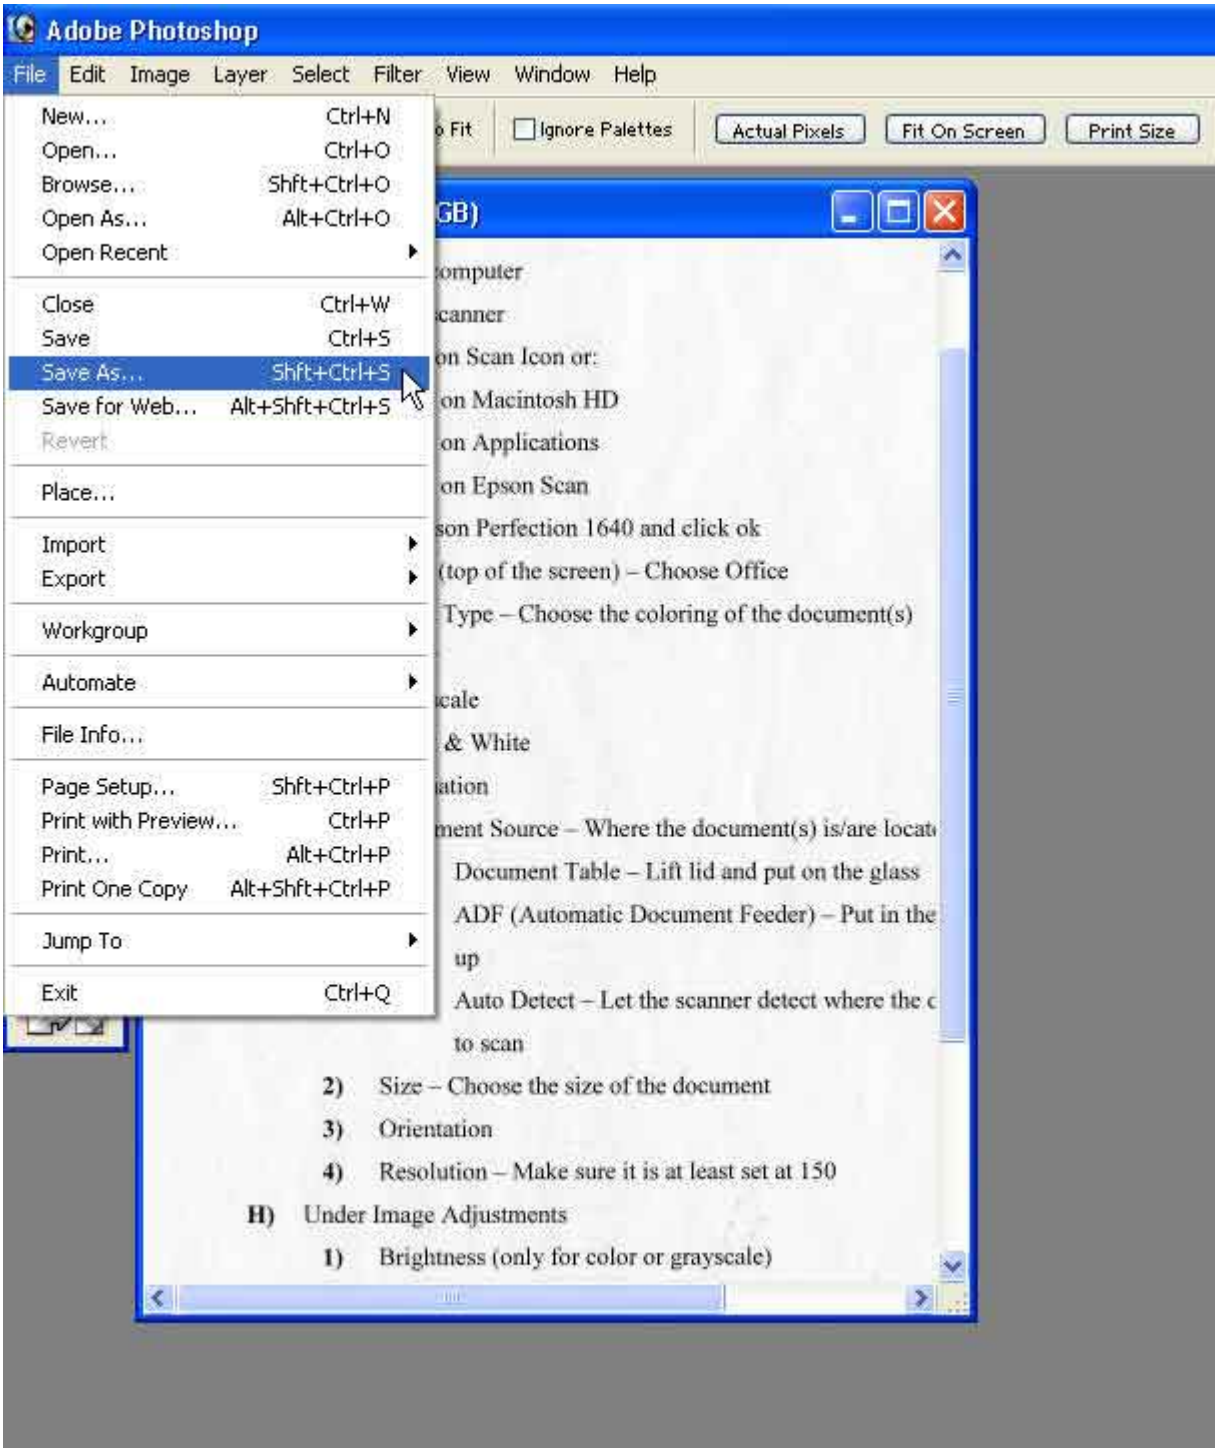 Adobe Photoshop
File Edit Image Layer Select Filter View Window Help
Fit Ignore Palettes Actual Pixels Fit On Screen Print Size
New... Ctrl+N
Open... Ctrl+O
Browse... Shft+Ctrl+O
Open As... Alt+Ctrl+O
Open Recent
Close Ctrl+W
Save Ctrl+S
Save As... Shft+Ctrl+S
Save for Web... Alt+Shft+Ctrl+S
Revert
Place...
Import
Export
Workgroup
Automate
File Info...
Page Setup... Shft+Ctrl+P
Print with Preview... Ctrl+P
Print... Alt+Ctrl+P
Print One Copy Alt+Shft+Ctrl+P
Jump To
Exit Ctrl+Q
GB)
omputer
canner
on Scan Icon or:
on Macintosh HD
on Applications
on Epson Scan
son Perfection 1640 and click ok
(top of the screen) – Choose Office
Type – Choose the coloring of the document(s)
scale
& White
ation
ment Source – Where the document(s) is/are locat
Document Table – Lift lid and put on the glass
ADF (Automatic Document Feeder) – Put in the
up
Auto Detect – Let the scanner detect where the
to scan
2) Size – Choose the size of the document
3) Orientation
4) Resolution – Make sure it is at least set at 150
H) Under Image Adjustments
1) Brightness (only for color or grayscale)